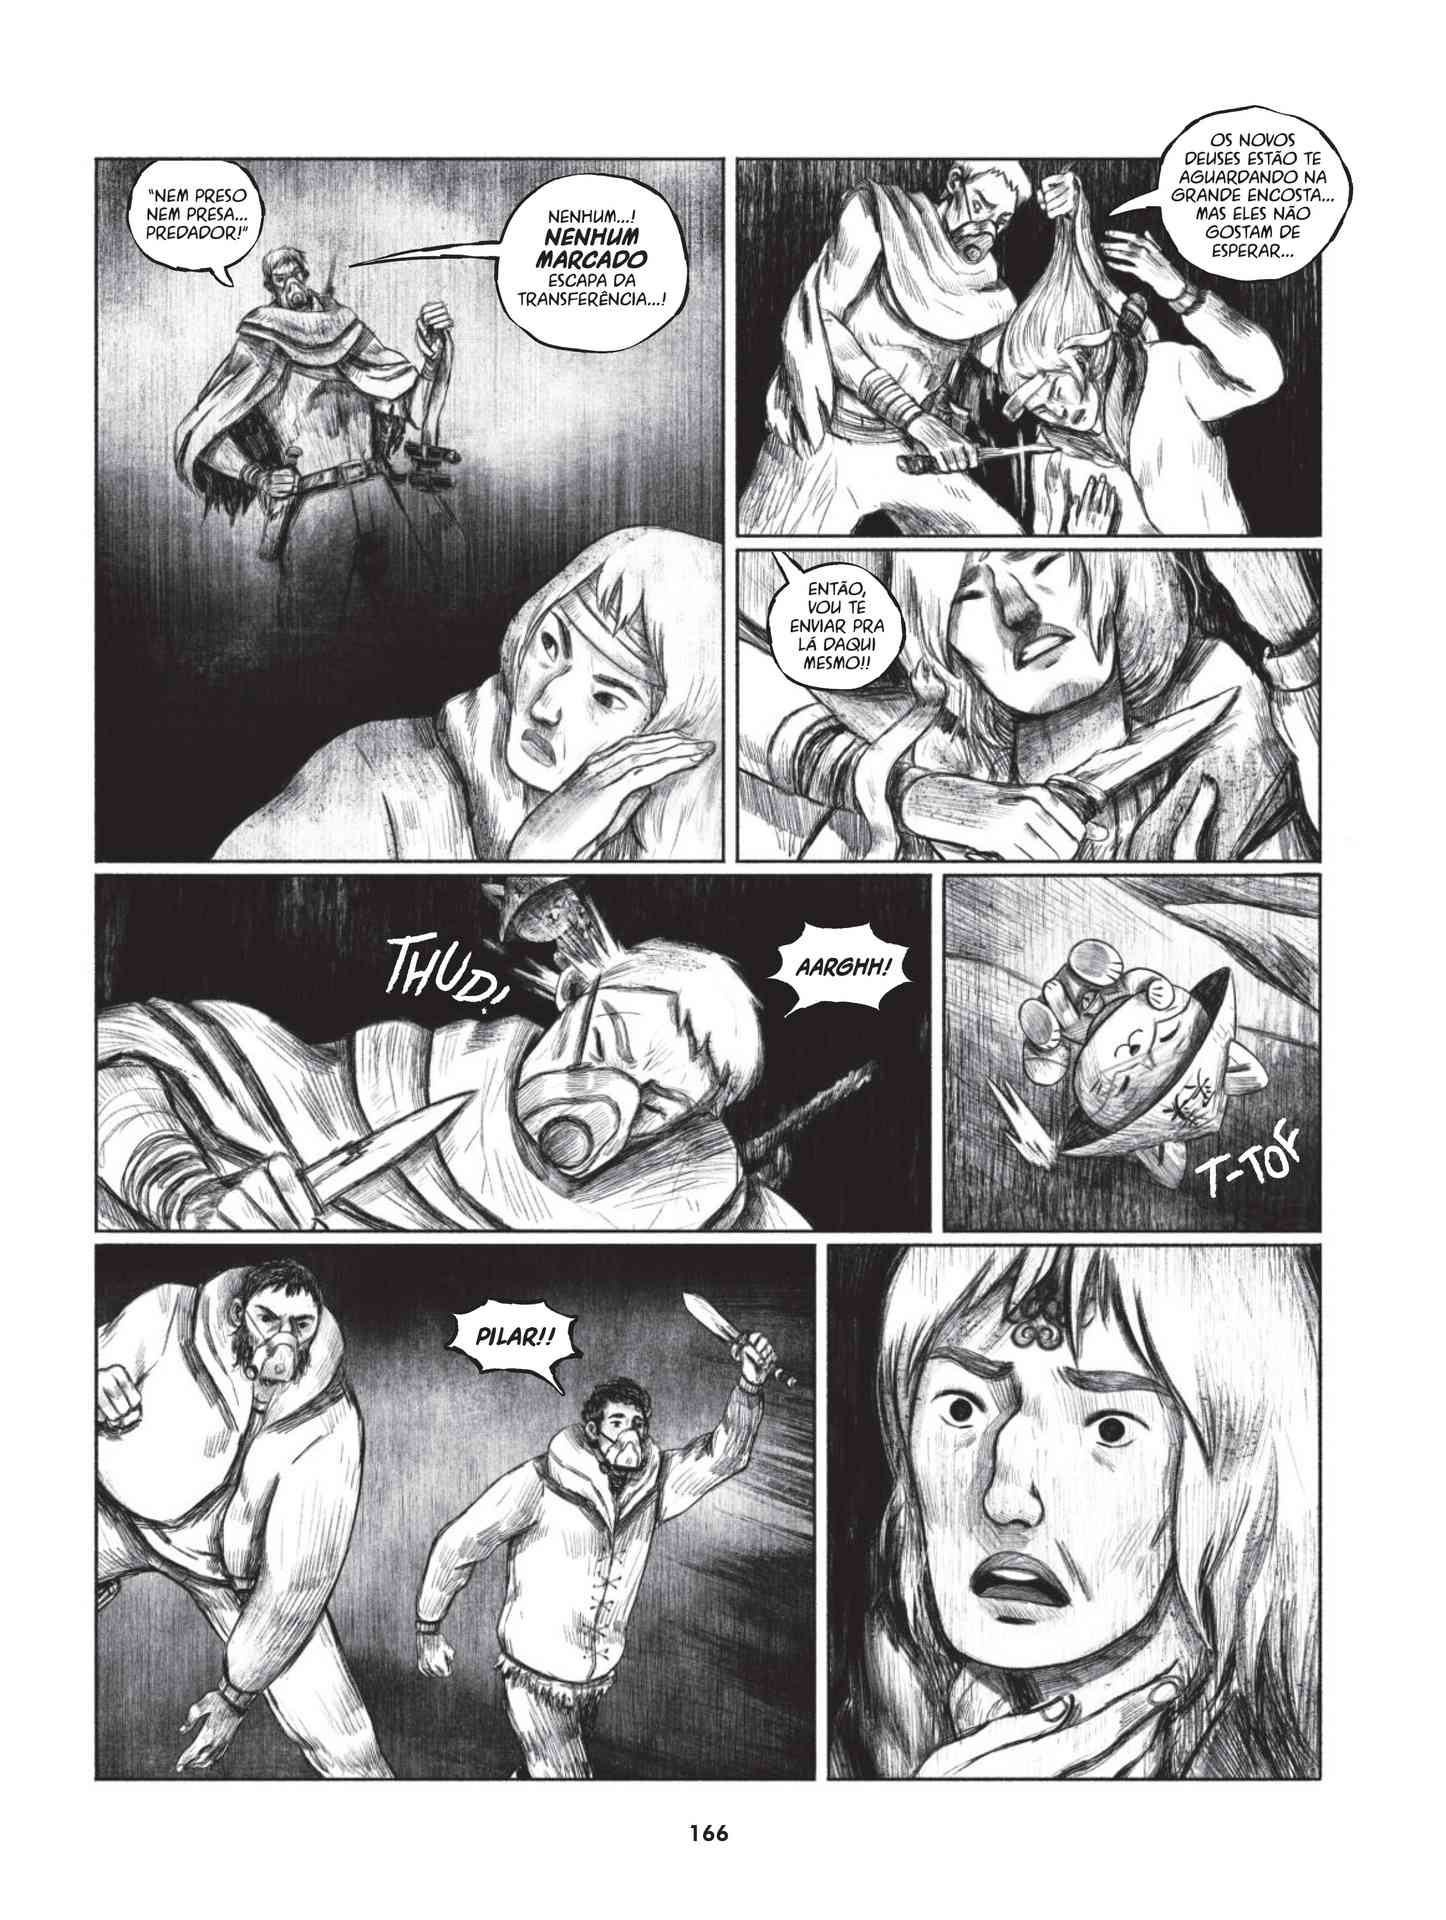 "NEM PRESO
NEM PRESA...
PREDADOR!"
NENHUM...!
NENHUM
MARCADO
ESCAPA DA
TRANSFERÊNCIA...!
OS NOVOS
DEUSES ESTÃO TE
AGUARDANDO NA
GRANDE ENCOSTA...
MAS ELES NÃO
GOSTAM DE
ESPERAR...
ENTÃO,
VOU TE
ENVIAR PRA
LÁ DAQUI
MESMO!!
THUD!
AARGHH!
T-TOF
PILAR!!
166